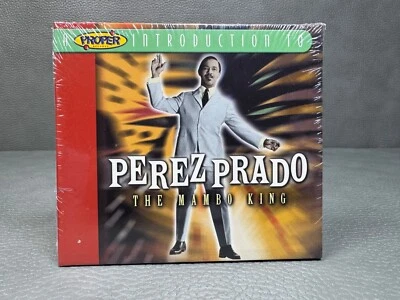 A PROPER INTRODUCTION TO
PEREZ PRADO
THE MAMBO KING